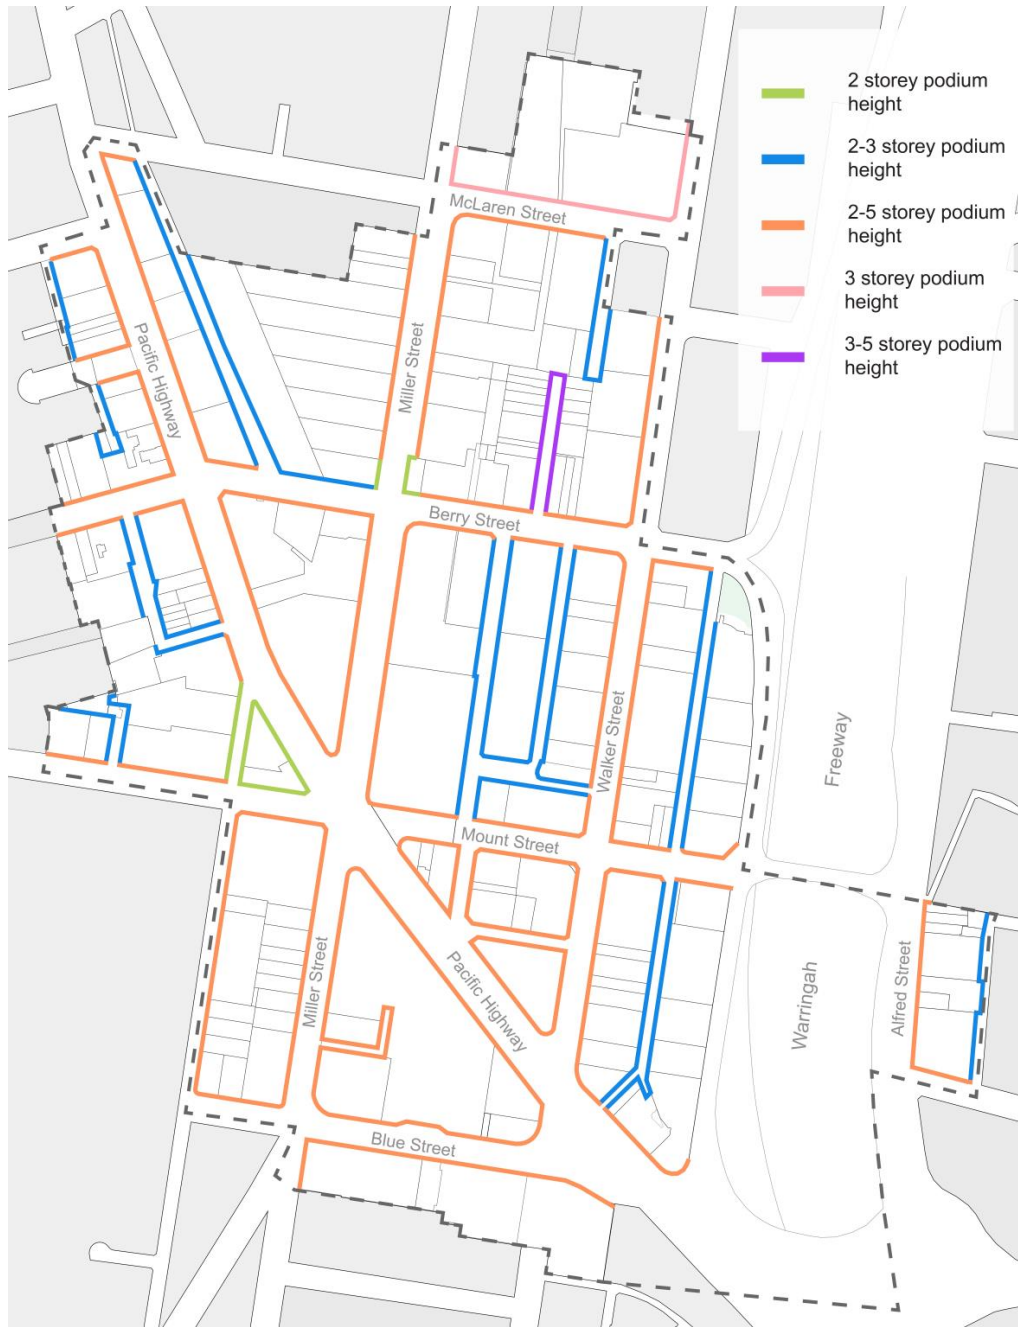 2 storey podium
height
2-3 storey podium
height
2-5 storey podium
height
3 storey podium
height
3-5 storey podium
height
McLaren Street
Pacific Highway
Miller Street
Berry Street
Walker Street
Freeway
Mount Street
Miller Street
Pacific Highway
Warringah
Alfred Street
Blue Street